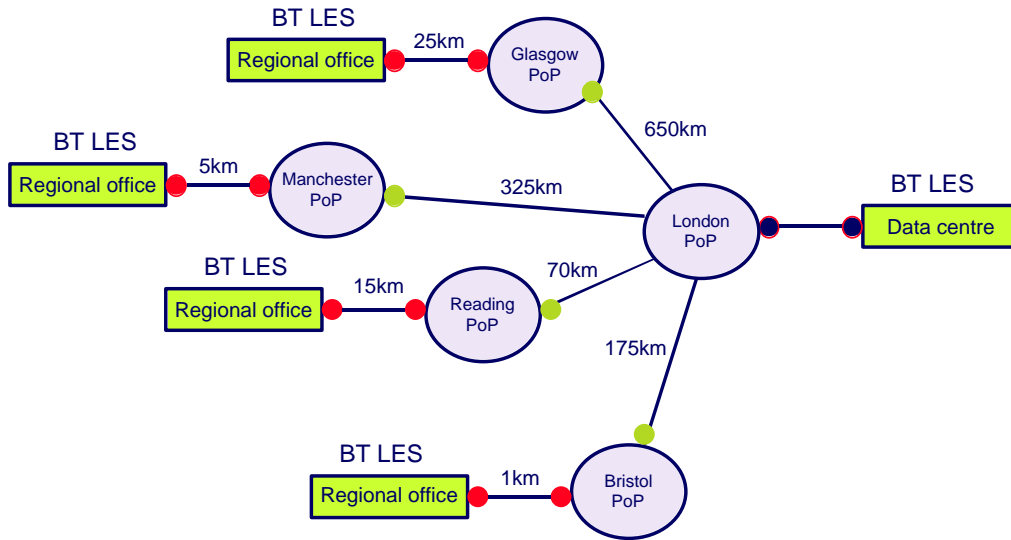 BT LES
Regional office
25km
Glasgow
PoP
650km
BT LES
Regional office
5km
Manchester
PoP
325km
London
PoP
BT LES
Data centre
BT LES
Regional office
15km
Reading
PoP
70km
175km
BT LES
Regional office
1km
Bristol
PoP